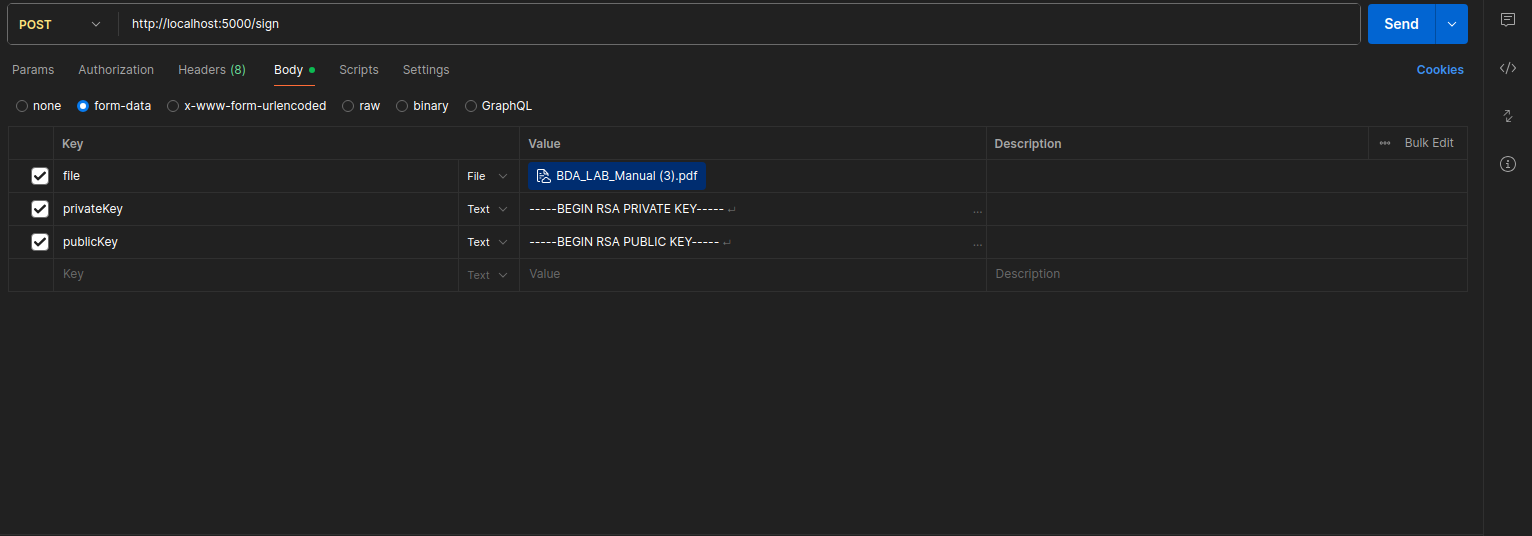 POST http://localhost:5000/sign Send
Params Authorization Headers (8) Body Scripts Settings Cookies
none form-data x-www-form-urlencoded raw binary GraphQL
Key Value Description ••• Bulk Edit
file File BDA_LAB_Manual (3).pdf
privateKey Text -----BEGIN RSA PRIVATE KEY----- ↵ ...
publicKey Text -----BEGIN RSA PUBLIC KEY----- ↵ ...
Key Text Value Description